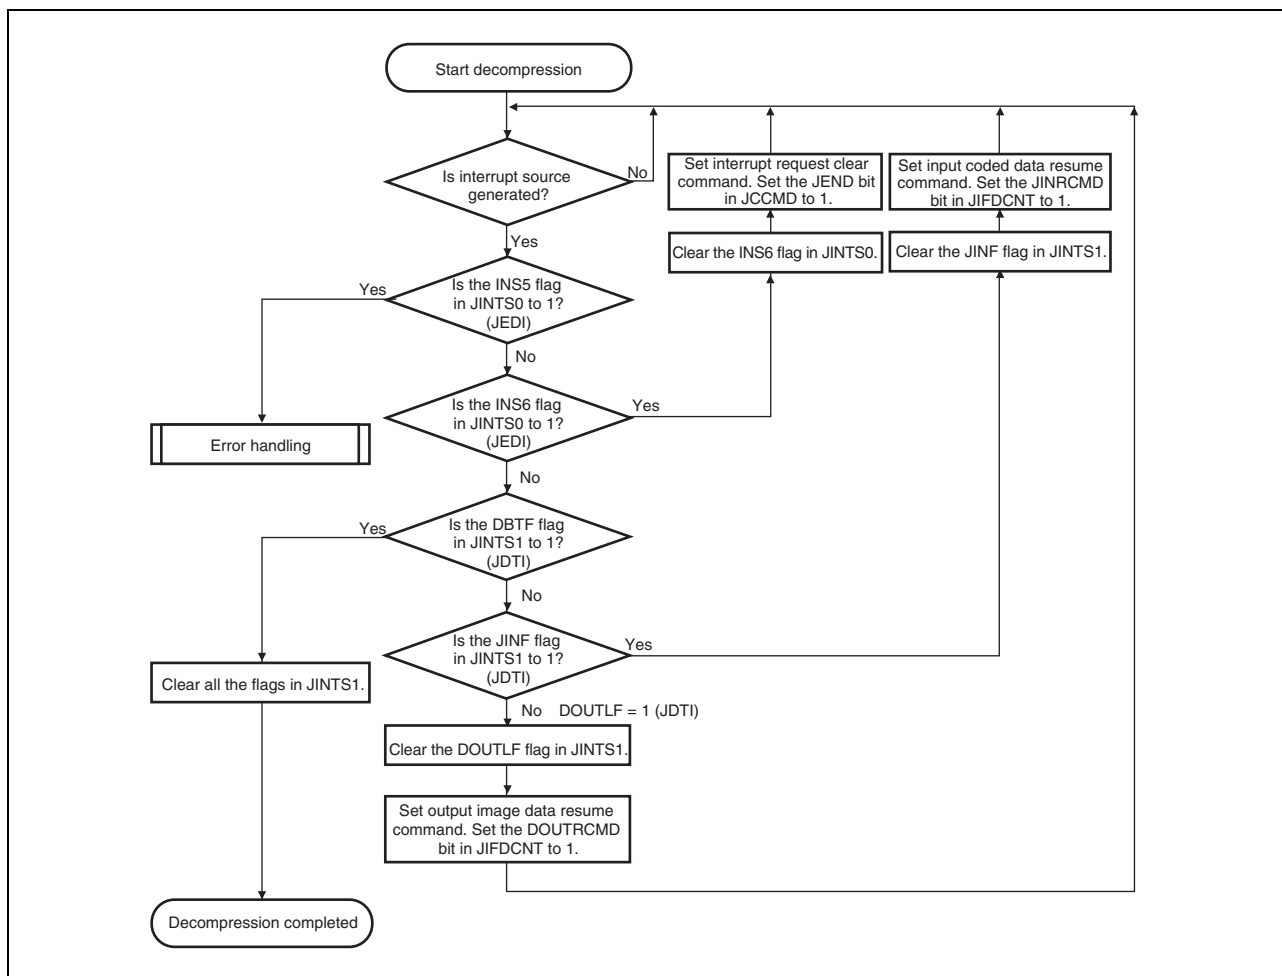 Start decompression
Is interrupt source
generated?
No
Yes
Set interrupt request clear
command. Set the JEND bit
in JCCMD to 1.
Set input coded data resume
command. Set the JINRCMD
bit in JIFDCNT to 1.
Clear the INS6 flag in JINTS0.
Clear the JINF flag in JINTS1.
Is the INS5 flag
in JINTS0 to 1?
(JEDI)
Yes
No
Is the INS6 flag
in JINTS0 to 1?
(JEDI)
Yes
Error handling
No
Is the DBTF flag
in JINTS1 to 1?
(JDTI)
Yes
No
Is the JINF flag
in JINTS1 to 1?
(JDTI)
Yes
Clear all the flags in JINTS1.
No DOUTLF = 1 (JDTI)
Clear the DOUTLF flag in JINTS1.
Set output image data resume
command. Set the DOUTRCMD
bit in JIFDCNT to 1.
Decompression completed